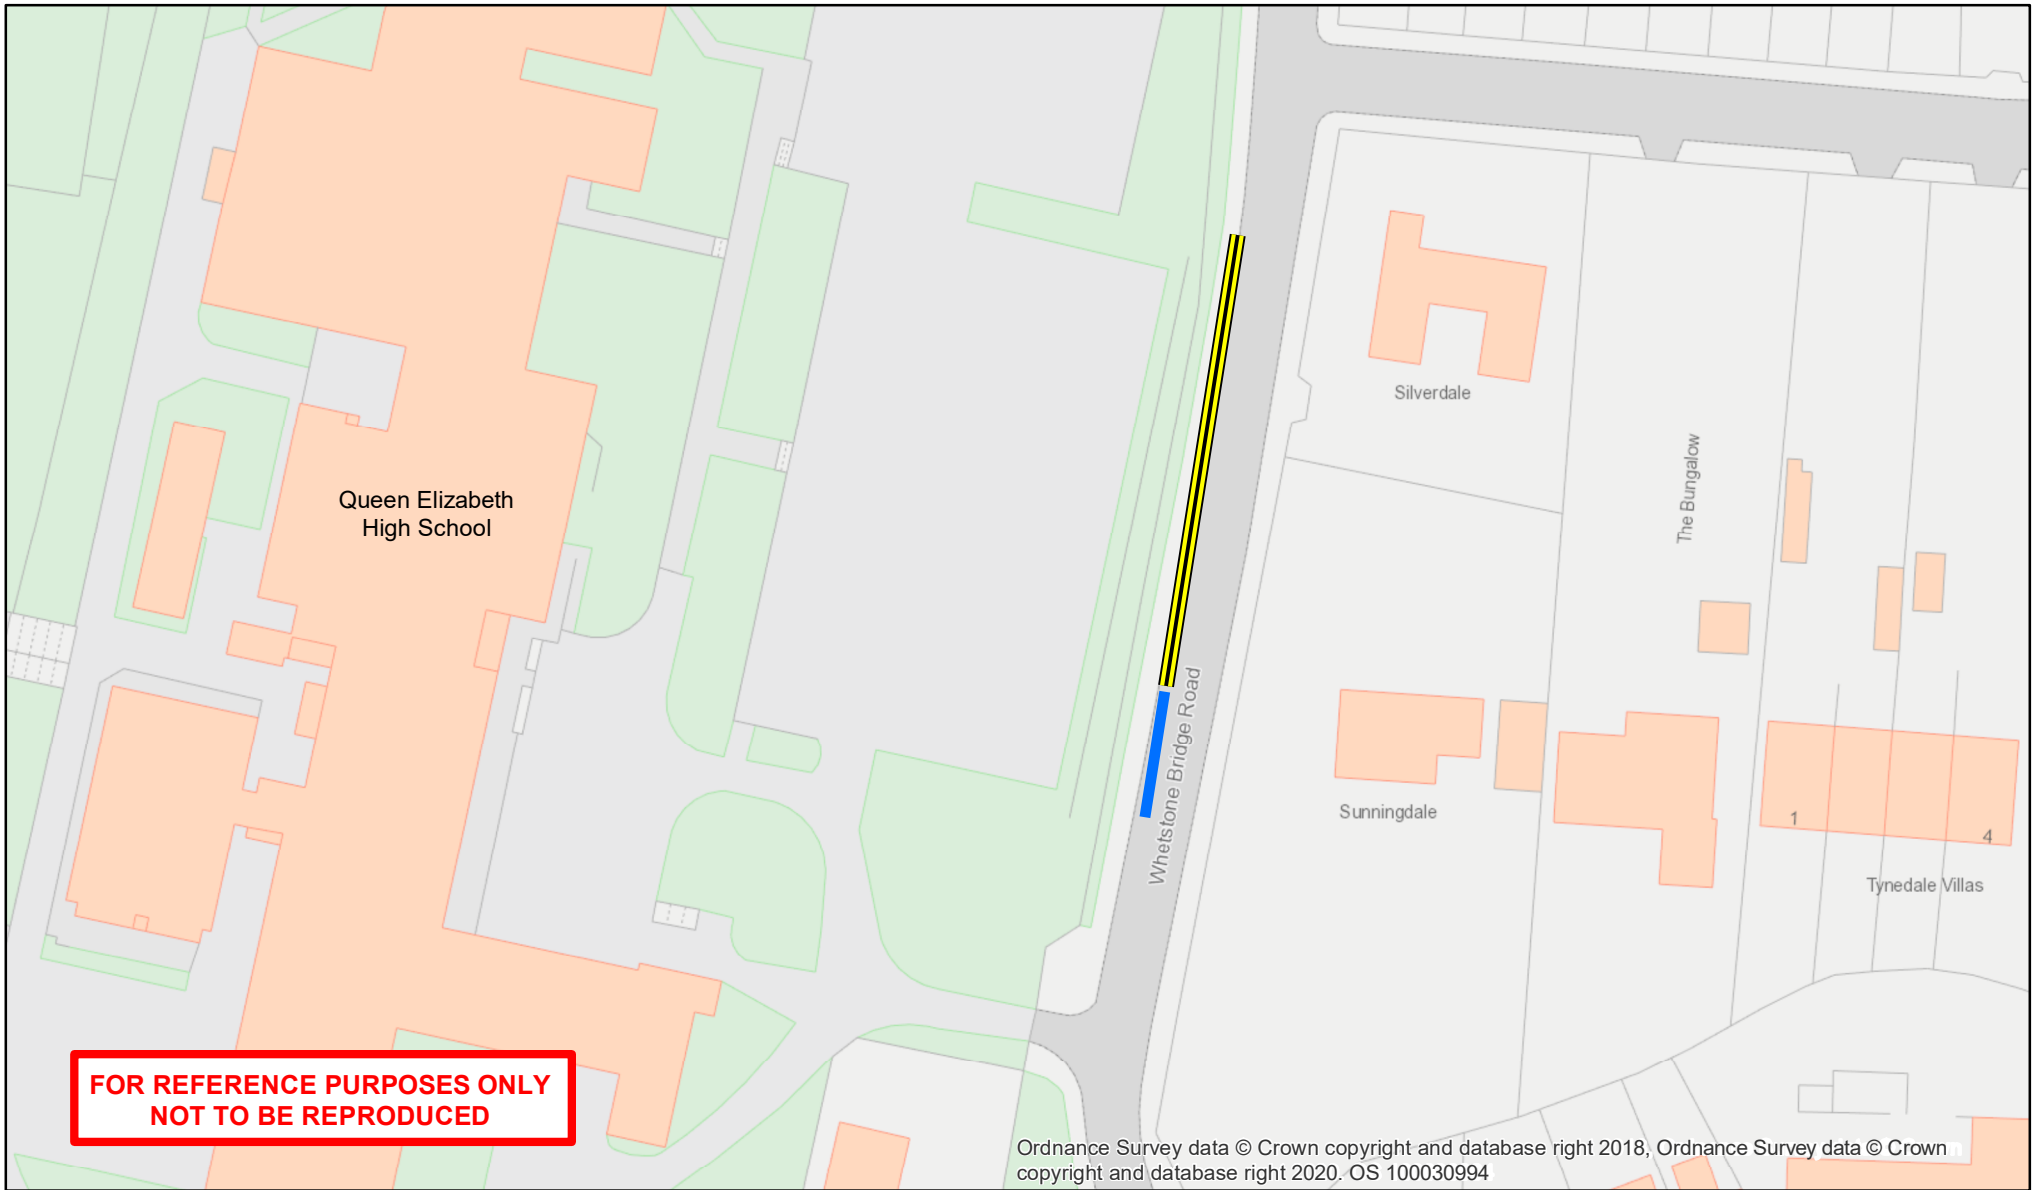 Silverdale
The Bungalow
Queen Elizabeth
High School
Whetstone Bridge Road
Sunningdale
1
4
Tynedale Villas
FOR REFERENCE PURPOSES ONLY
NOT TO BE REPRODUCED
Ordnance Survey data © Crown copyright and database right 2018, Ordnance Survey data © Crown
copyright and database right 2020. OS 100030994